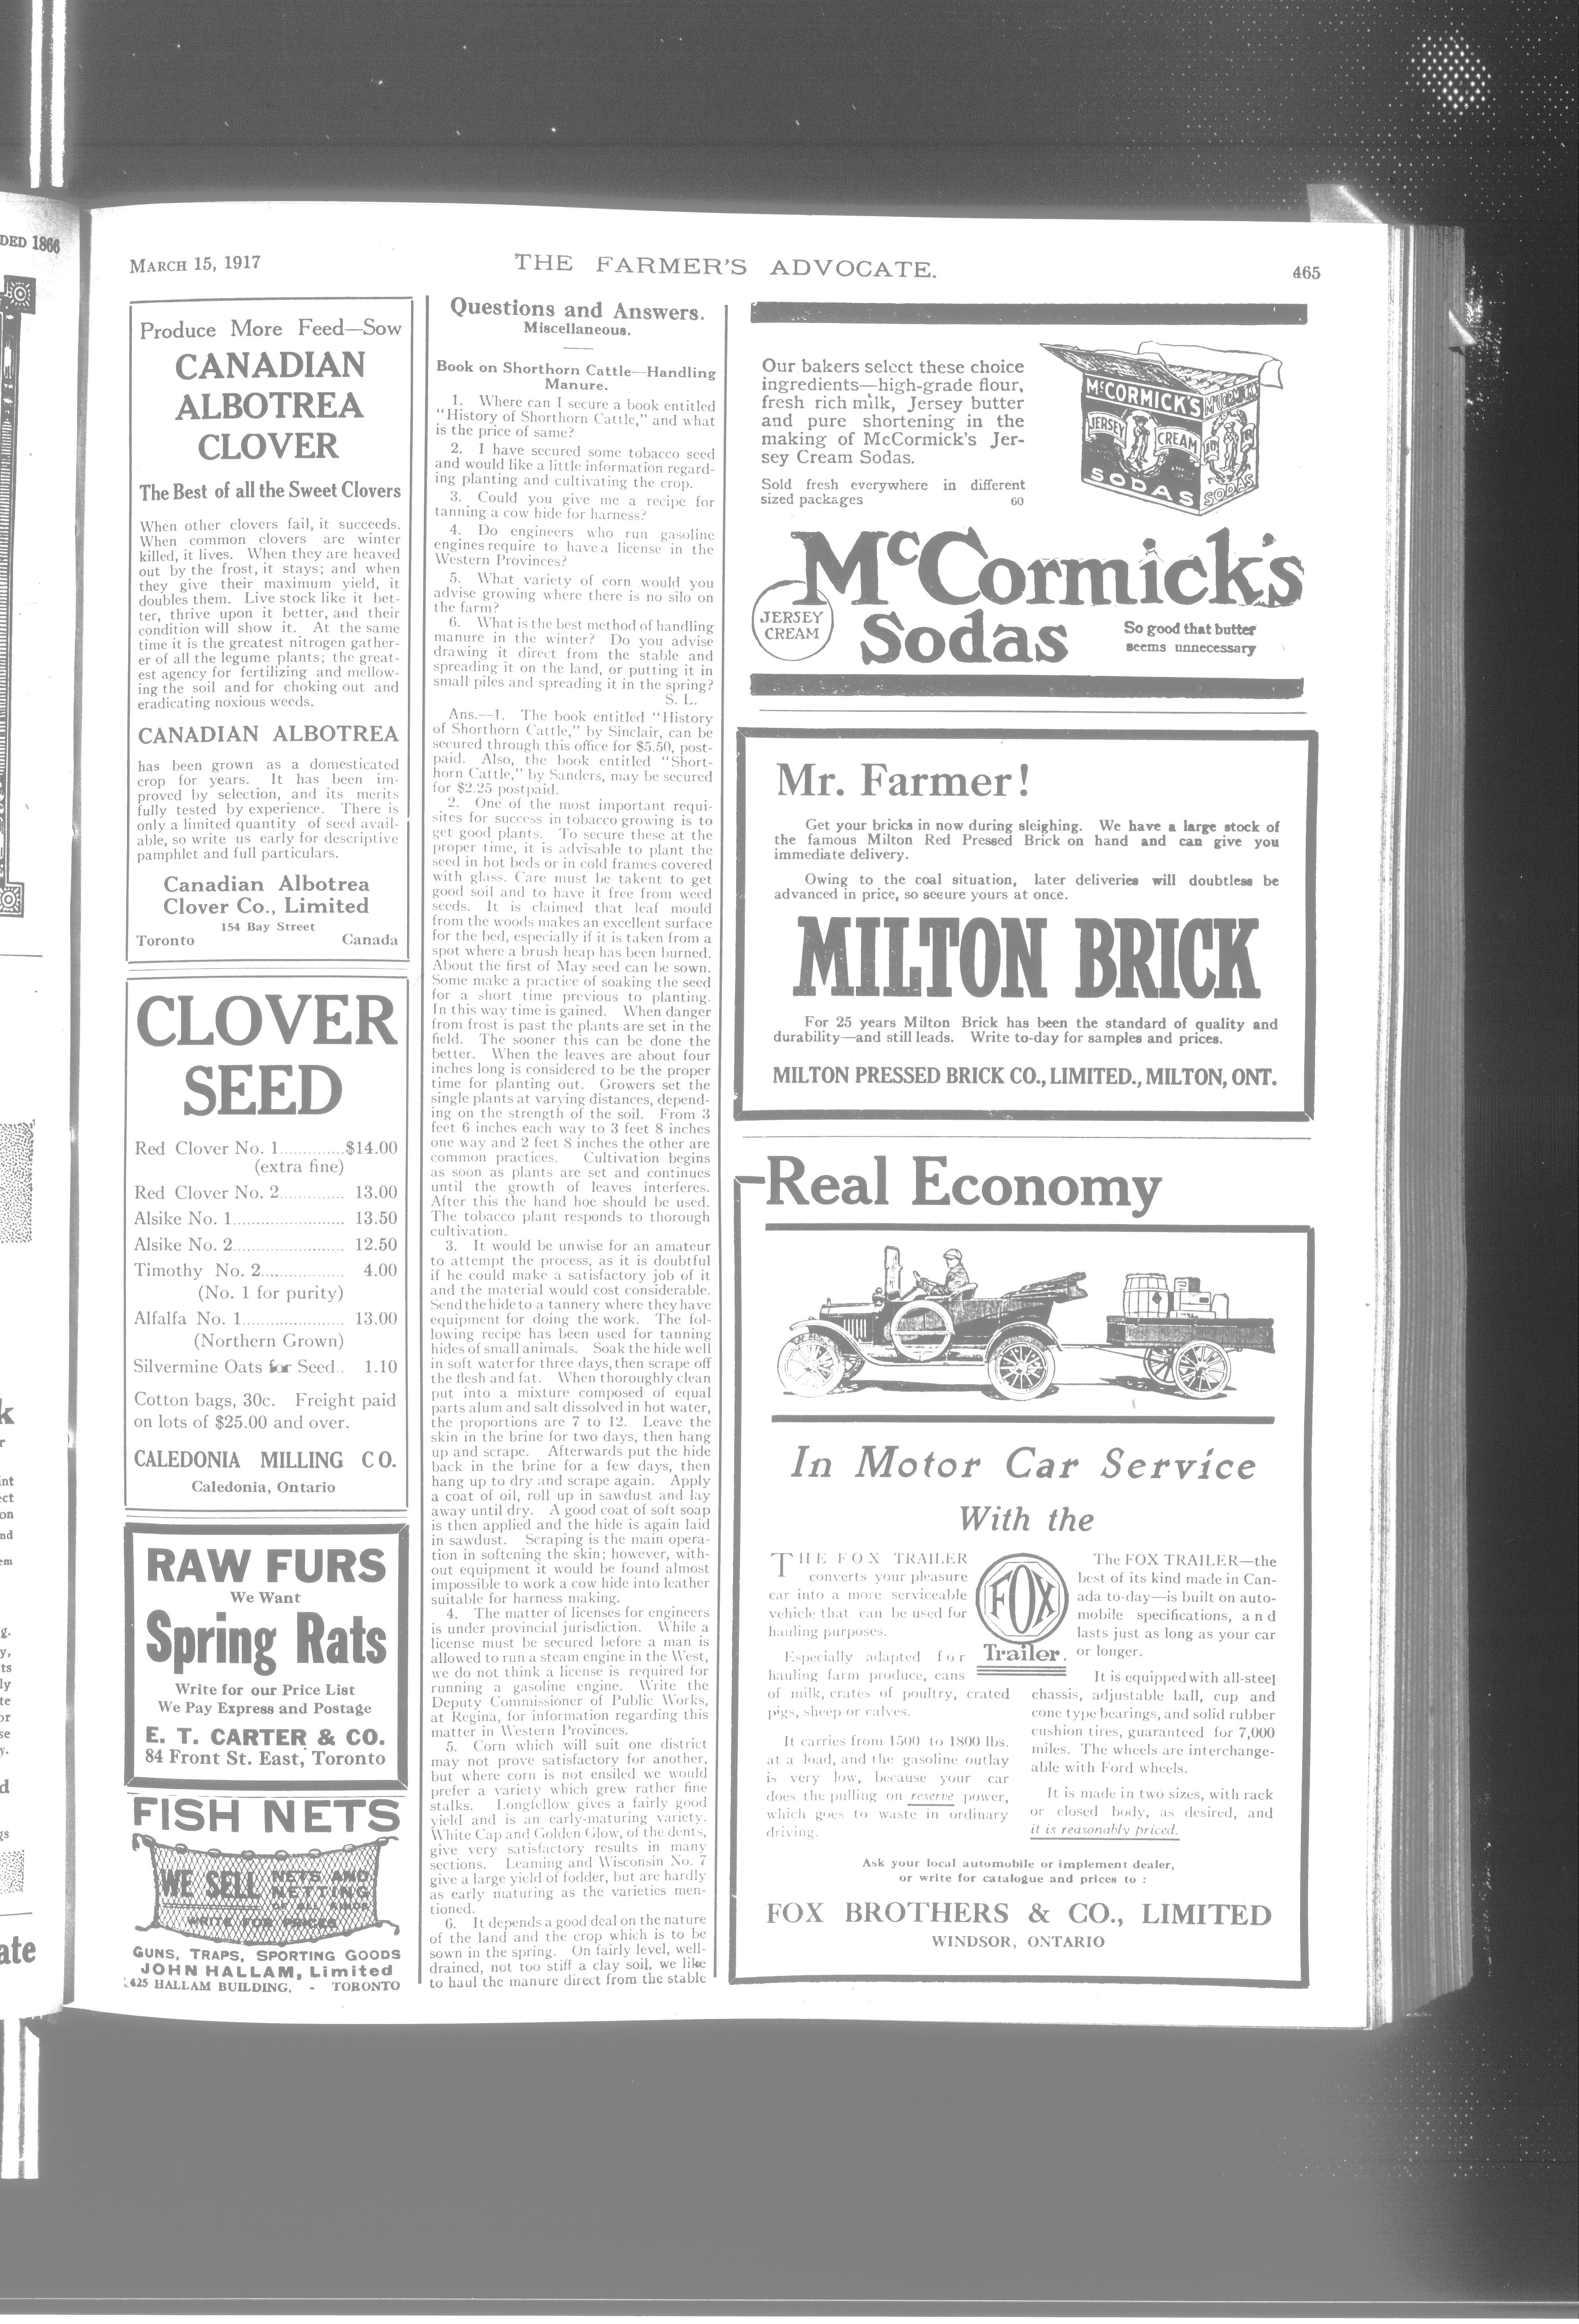 DED 1866
MARCH 15, 1917
THE FARMER'S ADVOCATE.
465
Produce More Feed—Sow
CANADIAN
ALBOTREA
CLOVER
The Best of all the Sweet Clovers
When other clovers fail, it succeeds.
When common clovers are winter
killed, it lives. When they are heaved
out by the frost, it stays; and when
they give their maximum yield, it
doubles them. Live stock like it bet-
ter, thrive upon it better, and their
condition will show it. At the same
time it is the greatest nitrogen gather-
er of all the legume plants; the great-
est agency for fertilizing and mellow-
ing the soil and for choking out and
eradicating noxious weeds.
CANADIAN ALBOTREA
has been grown as a domesticated
crop for years. It has been im-
proved by selection, and its merits
fully tested by experience. There is
only a limited quantity of seed avail-
able, so write us early for descriptive
pamphlet and full particulars.
Canadian Albotrea
Clover Co., Limited
154 Bay Street
Toronto Canada
CLOVER
SEED
Red Clover No. 1.............$14.00
(extra fine)
Red Clover No. 2............. 13.00
Alsike No. 1........................ 13.50
Alsike No. 2........................ 12.50
Timothy No. 2.................. 4.00
(No. 1 for purity)
Alfalfa No. 1...................... 13.00
(Northern Grown)
Silvermine Oats for Seed.. 1.10
Cotton bags, 30c. Freight paid
on lots of $25.00 and over.
CALEDONIA MILLING CO.
Caledonia, Ontario
RAW FURS
We Want
Spring Rats
Write for our Price List
We Pay Express and Postage
E. T. CARTER & CO.
84 Front St. East, Toronto
FISH NETS
WE SELL NETS AND
NETTING
OF ALL KINDS
WRITE FOR PRICES
GUNS, TRAPS, SPORTING GOODS
JOHN HALLAM, Limited
425 HALLAM BUILDING, - TORONTO
Questions and Answers.
Miscellaneous.
Book on Shorthorn Cattle—Handling
Manure.
1. Where can I secure a book entitled
"History of Shorthorn Cattle," and what
is the price of same?
2. I have secured some tobacco seed
and would like a little information regard-
ing planting and cultivating the crop.
3. Could you give me a recipe for
tanning a cow hide for harness?
4. Do engineers who run gasoline
engines require to have a license in the
Western Provinces?
5. What variety of corn would you
advise growing where there is no silo on
the farm?
6. What is the best method of handling
manure in the winter? Do you advise
drawing it direct from the stable and
spreading it on the land, or putting it in
small piles and spreading it in the spring?
S. L.
Ans.—1. The book entitled "History
of Shorthorn Cattle," by Sinclair, can be
secured through this office for $5.50, post-
paid. Also, the book entitled "Short-
horn Cattle," by Sanders, may be secured
for $2.25 postpaid.
2. One of the most important requi-
sites for success in tobacco growing is to
get good plants. To secure these at the
proper time, it is advisable to plant the
seed in hot beds or in cold frames covered
with glass. Care must be takent to get
good soil and to have it free from weed
seeds. It is claimed that leaf mould
from the woods makes an excellent surface
for the bed, especially if it is taken from a
spot where a brush heap has been burned.
About the first of May seed can be sown.
Some make a practice of soaking the seed
for a short time previous to planting.
In this way time is gained. When danger
from frost is past the plants are set in the
field. The sooner this can be done the
better. When the leaves are about four
inches long is considered to be the proper
time for planting out. Growers set the
single plants at varying distances, depend-
ing on the strength of the soil. From 3
feet 6 inches each way to 3 feet 8 inches
one way and 2 feet 8 inches the other are
common practices. Cultivation begins
as soon as plants are set and continues
until the growth of leaves interferes.
After this the hand hoe should be used.
The tobacco plant responds to thorough
cultivation.
3. It would be unwise for an amateur
to attempt the process, as it is doubtful
if he could make a satisfactory job of it
and the material would cost considerable.
Send the hide to a tannery where they have
equipment for doing the work. The fol-
lowing recipe has been used for tanning
hides of small animals. Soak the hide well
in soft water for three days, then scrape off
the flesh and fat. When thoroughly clean
put into a mixture composed of equal
parts alum and salt dissolved in hot water,
the proportions are 7 to 12. Leave the
skin in the brine for two days, then hang
up and scrape. Afterwards put the hide
back in the brine for a few days, then
hang up to dry and scrape again. Apply
a coat of oil, roll up in sawdust and lay
away until dry. A good coat of soft soap
is then applied and the hide is again laid
in sawdust. Scraping is the main opera-
tion in softening the skin; however, with-
out equipment it would be found almost
impossible to work a cow hide into leather
suitable for harness making.
4. The matter of licenses for engineers
is under provincial jurisdiction. While a
license must be secured before a man is
allowed to run a steam engine in the West,
we do not think a license is required for
running a gasoline engine. Write the
Deputy Commissioner of Public Works,
at Regina, for information regarding this
matter in Western Provinces.
5. Corn which will suit one district
may not prove satisfactory for another,
but where corn is not ensiled we would
prefer a variety which grew rather fine
stalks. Longfellow gives a fairly good
yield and is an early-maturing variety.
White Cap and Golden Glow, of the dents,
give very satisfactory results in many
sections. Leaming and Wisconsin No. 7
give a large yield of fodder, but are hardly
as early maturing as the varieties men-
tioned.
6. It depends a good deal on the nature
of the land and the crop which is to be
sown in the spring. On fairly level, well-
drained, not too stiff a clay soil, we like
to haul the manure direct from the stable
Our bakers select these choice
ingredients—high-grade flour,
fresh rich milk, Jersey butter
and pure shortening in the
making of McCormick's Jer-
sey Cream Sodas.
Sold fresh everywhere in different
sized packages 60
McCORMICK'S
JERSEY CREAM
SODAS
McCormick's
JERSEY
CREAM
Sodas
So good that butter
seems unnecessary
Mr. Farmer!
Get your bricks in now during sleighing. We have a large stock of
the famous Milton Red Pressed Brick on hand and can give you
immediate delivery.
Owing to the coal situation, later deliveries will doubtless be
advanced in price, so secure yours at once.
MILTON BRICK
For 25 years Milton Brick has been the standard of quality and
durability—and still leads. Write to-day for samples and prices.
MILTON PRESSED BRICK CO., LIMITED., MILTON, ONT.
Real Economy
In Motor Car Service
With the
THE FOX TRAILER
converts your pleasure
car into a more serviceable
vehicle that can be used for
hauling purposes.
Especially adapted for
hauling farm produce, cans
of milk, crates of poultry, crated
pigs, sheep or calves.
It carries from 1500 to 1800 lbs.
at a load, and the gasoline outlay
is very low, because your car
does the pulling on reserve power,
which goes to waste in ordinary
driving.
FOX
Trailer
The FOX TRAILER—the
best of its kind made in Can-
ada to-day—is built on auto-
mobile specifications, and
lasts just as long as your car
or longer.
It is equipped with all-steel
chassis, adjustable ball, cup and
cone type bearings, and solid rubber
cushion tires, guaranteed for 7,000
miles. The wheels are interchange-
able with Ford wheels.
It is made in two sizes, with rack
or closed body, as desired, and
it is reasonably priced.
Ask your local automobile or implement dealer,
or write for catalogue and prices to :
FOX BROTHERS & CO., LIMITED
WINDSOR, ONTARIO